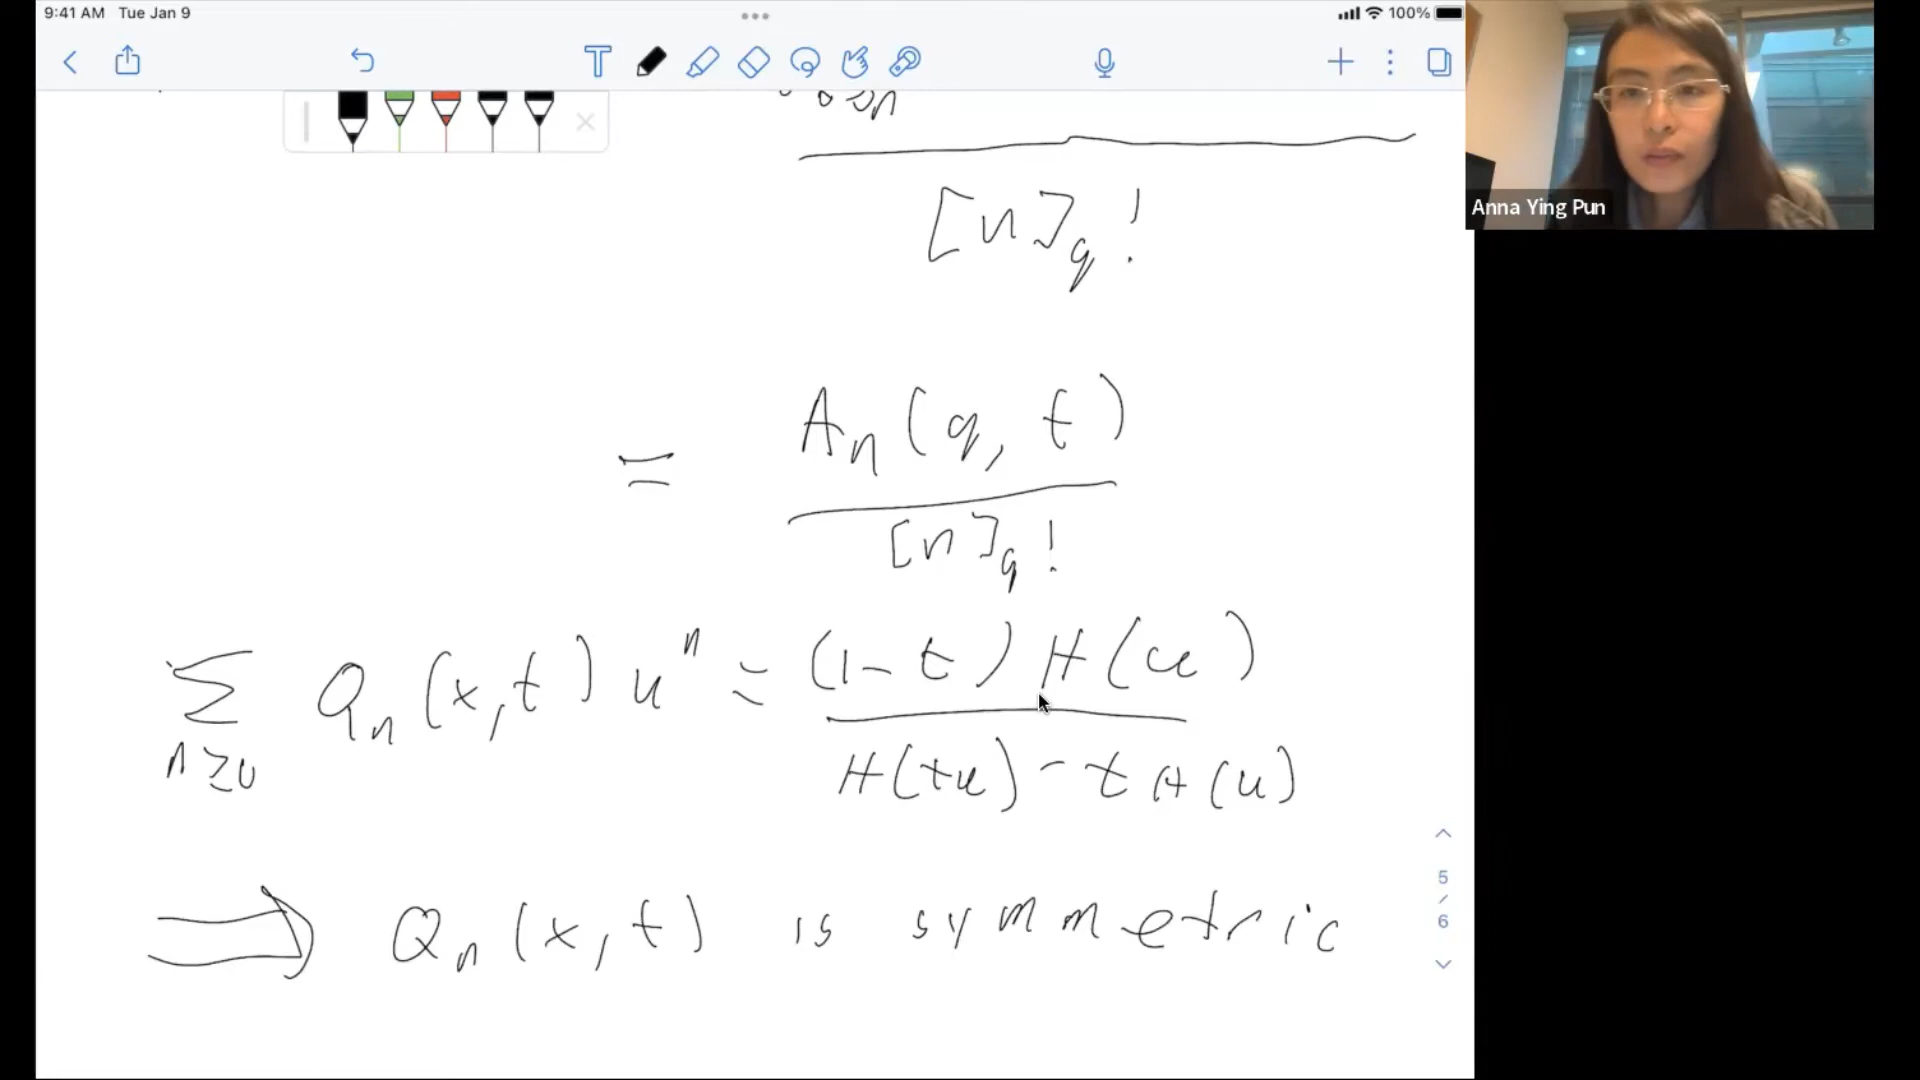 9:41 AM Tue Jan 9
100%
Anna Ying Pun
[n]_q !
= A_n (q, t)
[n]_q !
∑ Q_n (x, t) u^n = (1 - t) H(u)
n ≥ 0
H(tu) - t H(u)
⟹ Q_n (x, t) is symmetric
5
/
6